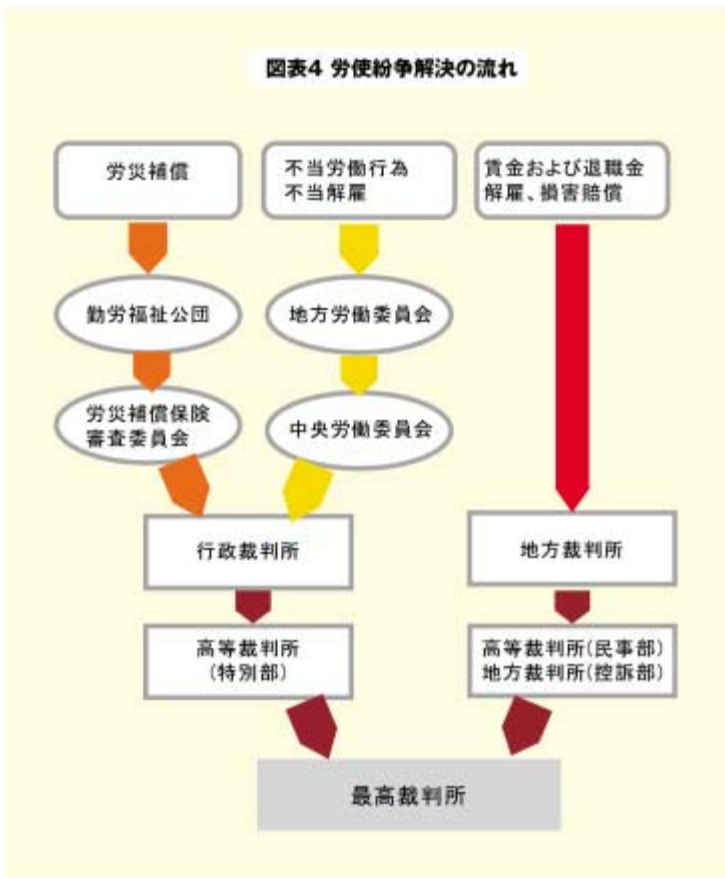 図表4 労使紛争解決の流れ
労災補償
不当労働行為
不当解雇
賃金および退職金
解雇、損害賠償
勤労福祉公団
地方労働委員会
労災補償保険
審査委員会
中央労働委員会
行政裁判所
地方裁判所
高等裁判所
(特別部)
高等裁判所(民事部)
地方裁判所(控訴部)
最高裁判所